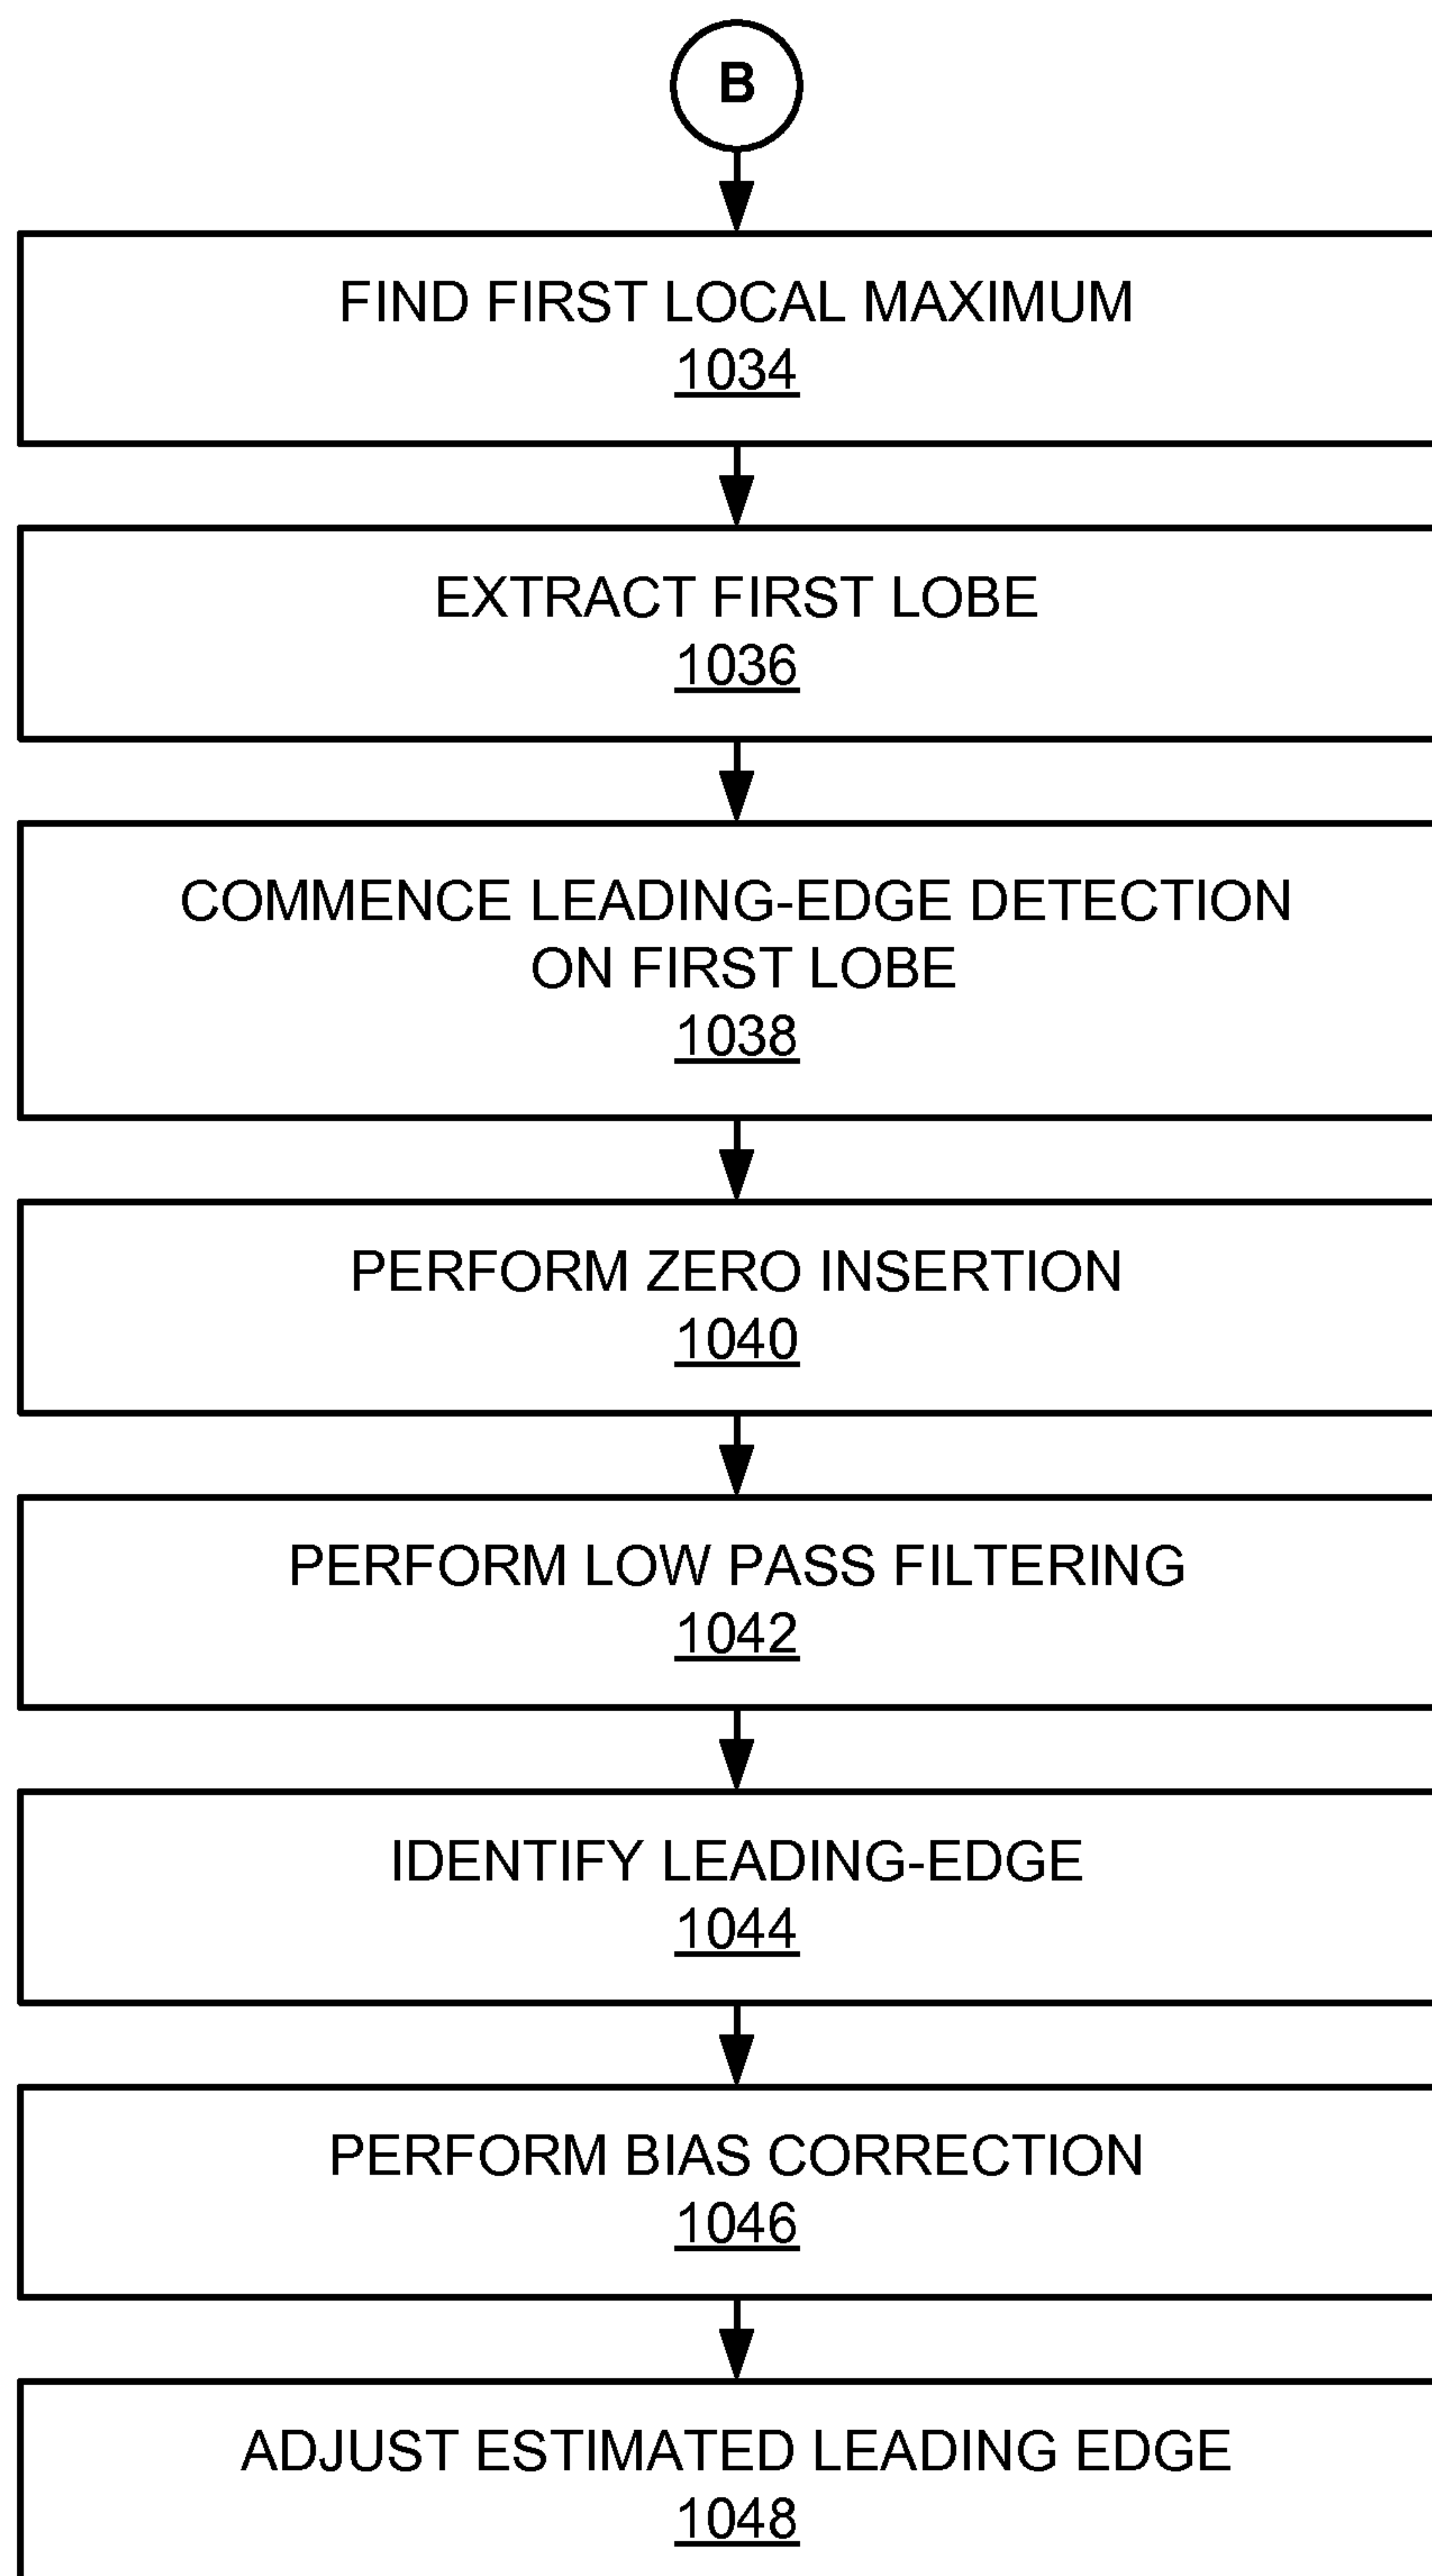 B
FIND FIRST LOCAL MAXIMUM
1034
EXTRACT FIRST LOBE
1036
COMMENCE LEADING-EDGE DETECTION
ON FIRST LOBE
1038
PERFORM ZERO INSERTION
1040
PERFORM LOW PASS FILTERING
1042
IDENTIFY LEADING-EDGE
1044
PERFORM BIAS CORRECTION
1046
ADJUST ESTIMATED LEADING EDGE
1048